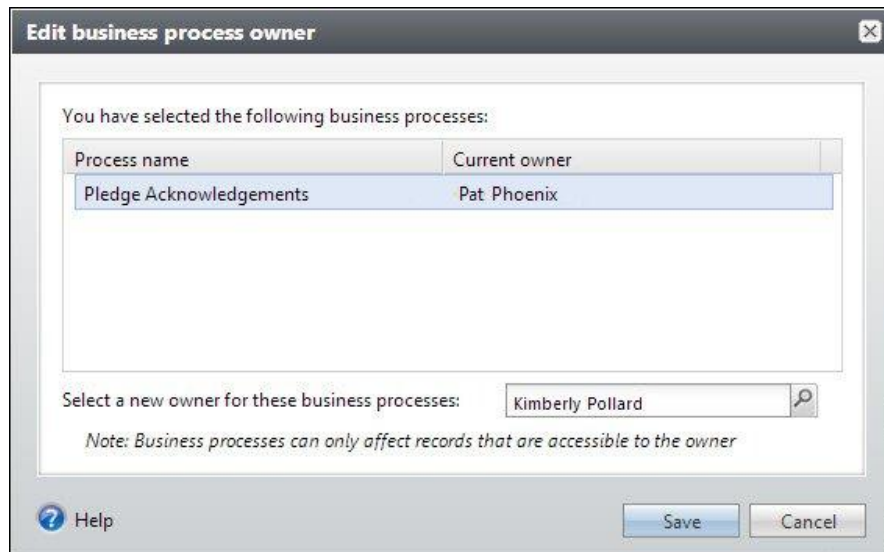 Edit business process owner
You have selected the following business processes:
Process name Current owner
Pledge Acknowledgements Pat Phoenix
Select a new owner for these business processes: Kimberly Pollard
Note: Business processes can only affect records that are accessible to the owner
Help Save Cancel